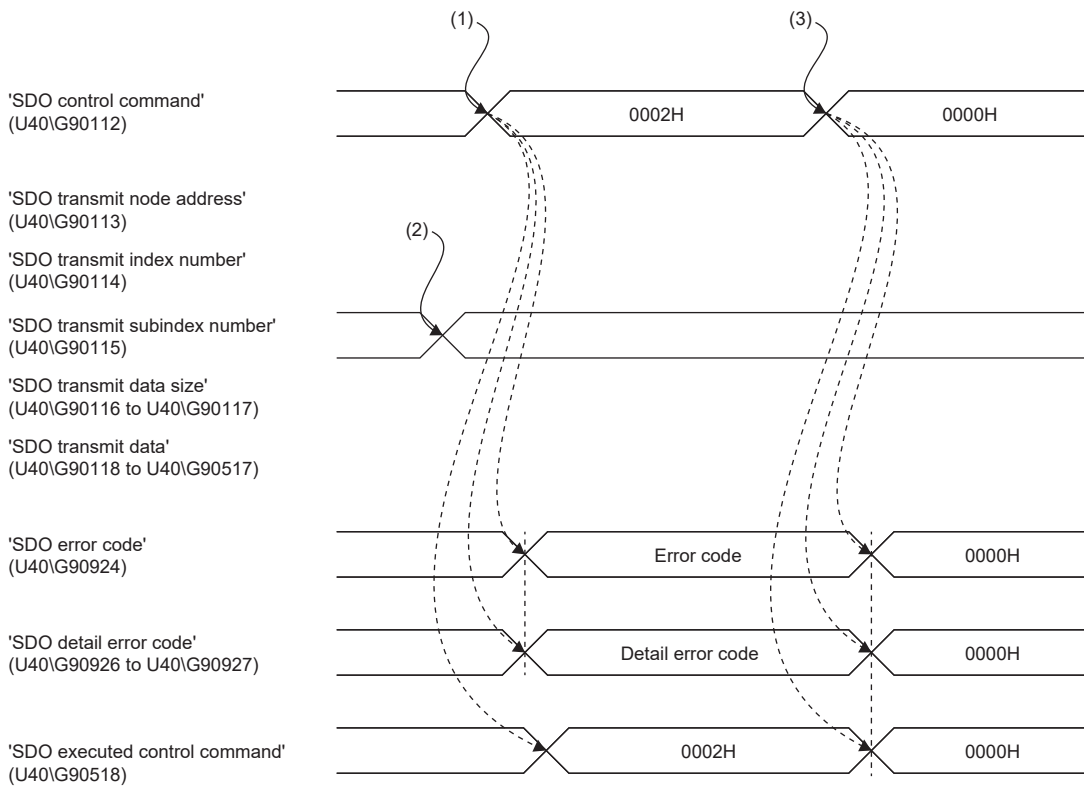 (1)
(3)
'SDO control command'
(U40\G90112)
0002H
0000H
'SDO transmit node address'
(U40\G90113)
(2)
'SDO transmit index number'
(U40\G90114)
'SDO transmit subindex number'
(U40\G90115)
'SDO transmit data size'
(U40\G90116 to U40\G90117)
'SDO transmit data'
(U40\G90118 to U40\G90517)
'SDO error code'
(U40\G90924)
Error code
0000H
'SDO detail error code'
(U40\G90926 to U40\G90927)
Detail error code
0000H
'SDO executed control command'
(U40\G90518)
0002H
0000H